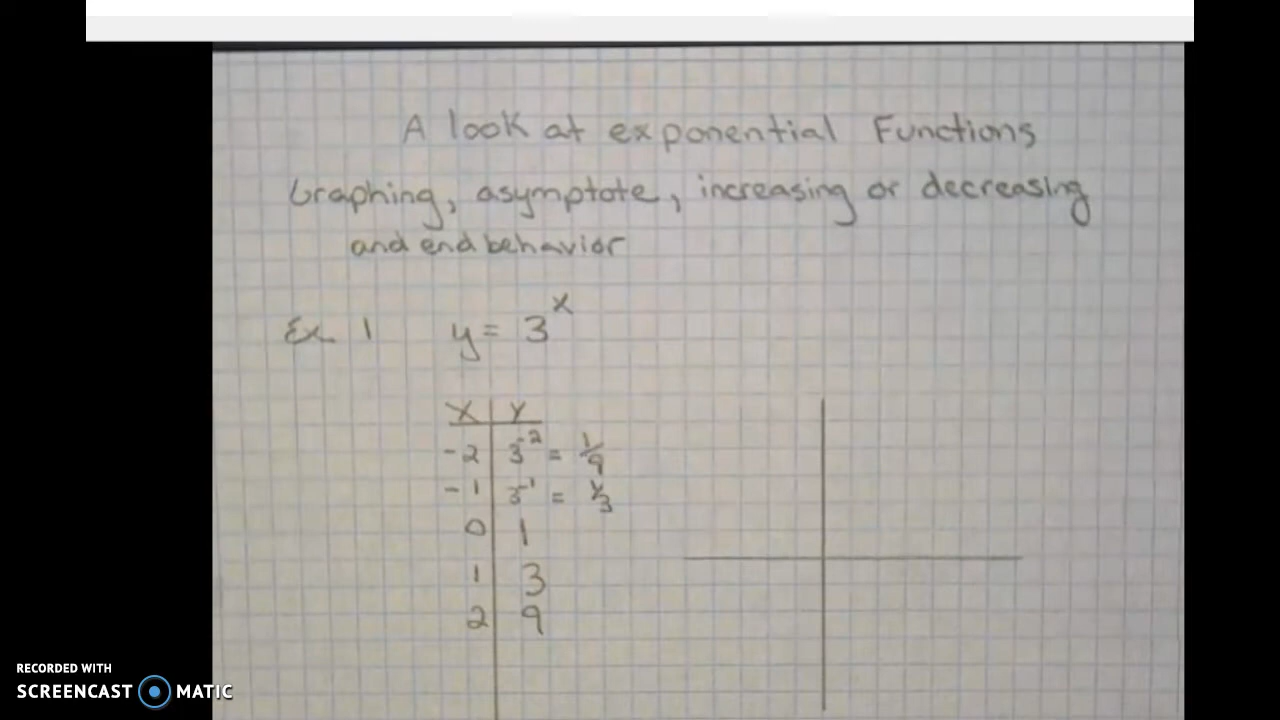 A look at exponential Functions
Graphing, asymptote, increasing or decreasing
and end behavior
Ex 1 y = 3^x
X Y
-2 3^-2 = 1/9
-1 3^-1 = 1/3
0 1
1 3
2 9
RECORDED WITH
SCREENCAST MATIC